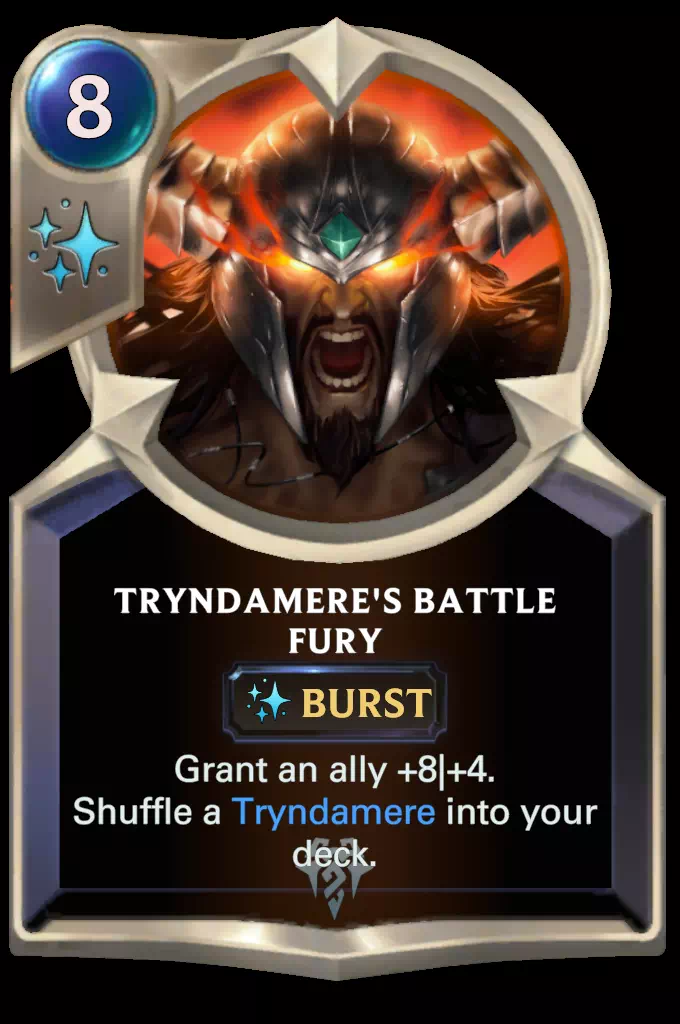 8
TRYNDAMERE'S BATTLE
FURY
BURST
Grant an ally +8|+4.
Shuffle a Tryndamere into your
deck.